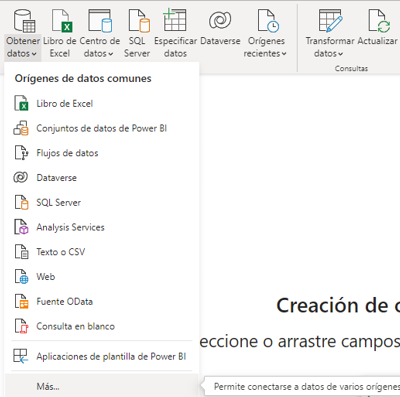 Obtener datos
Libro de Excel
Centro de datos
SQL Server
Especificar datos
Dataverse
Orígenes recientes
Transformar datos
Actualizar
Consultas
Orígenes de datos comunes
Libro de Excel
Conjuntos de datos de Power BI
Flujos de datos
Dataverse
SQL Server
Analysis Services
Texto o CSV
Web
Fuente OData
Consulta en blanco
Aplicaciones de plantilla de Power BI
Más...
Creación de
eccione o arrastre campos
Permite conectarse a datos de varios orígenes